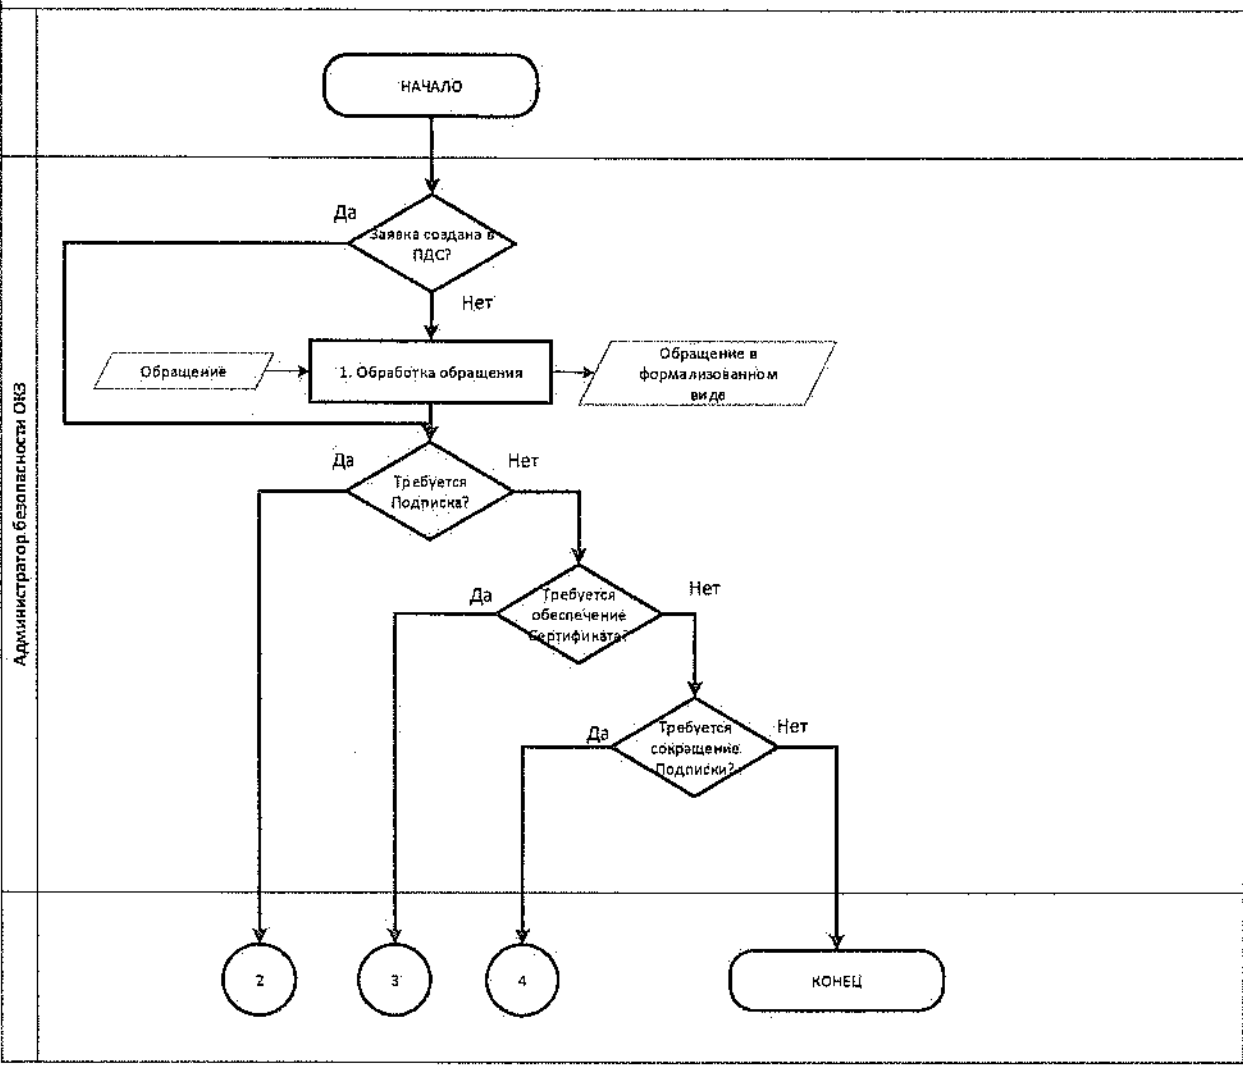 НАЧАЛО
Да
Заявка создана в
ПДС?
Нет
Обращение
1. Обработка обращения
Обращение в
формализованном
виде
Администратор безопасности ОКЗ
Да
Нет
Требуется
Подписка?
Да
Нет
Требуется
обеспечение
Сертификата?
Да
Нет
Требуется
сокращение
Подписки?
2
3
4
КОНЕЦ